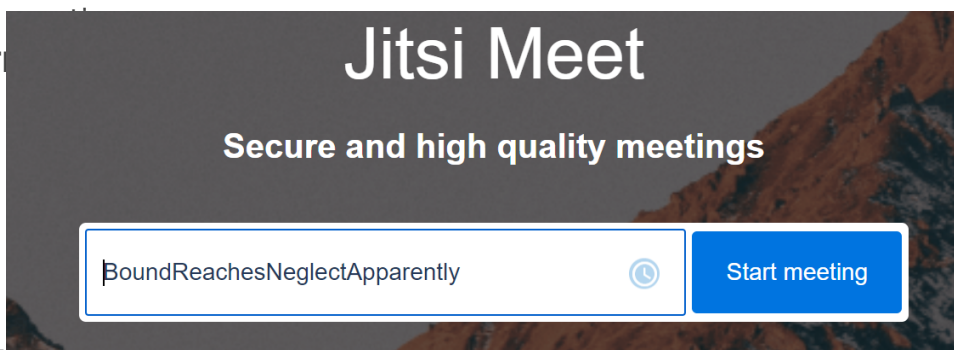 Jitsi Meet
Secure and high quality meetings
BoundReachesNeglectApparently
Start meeting